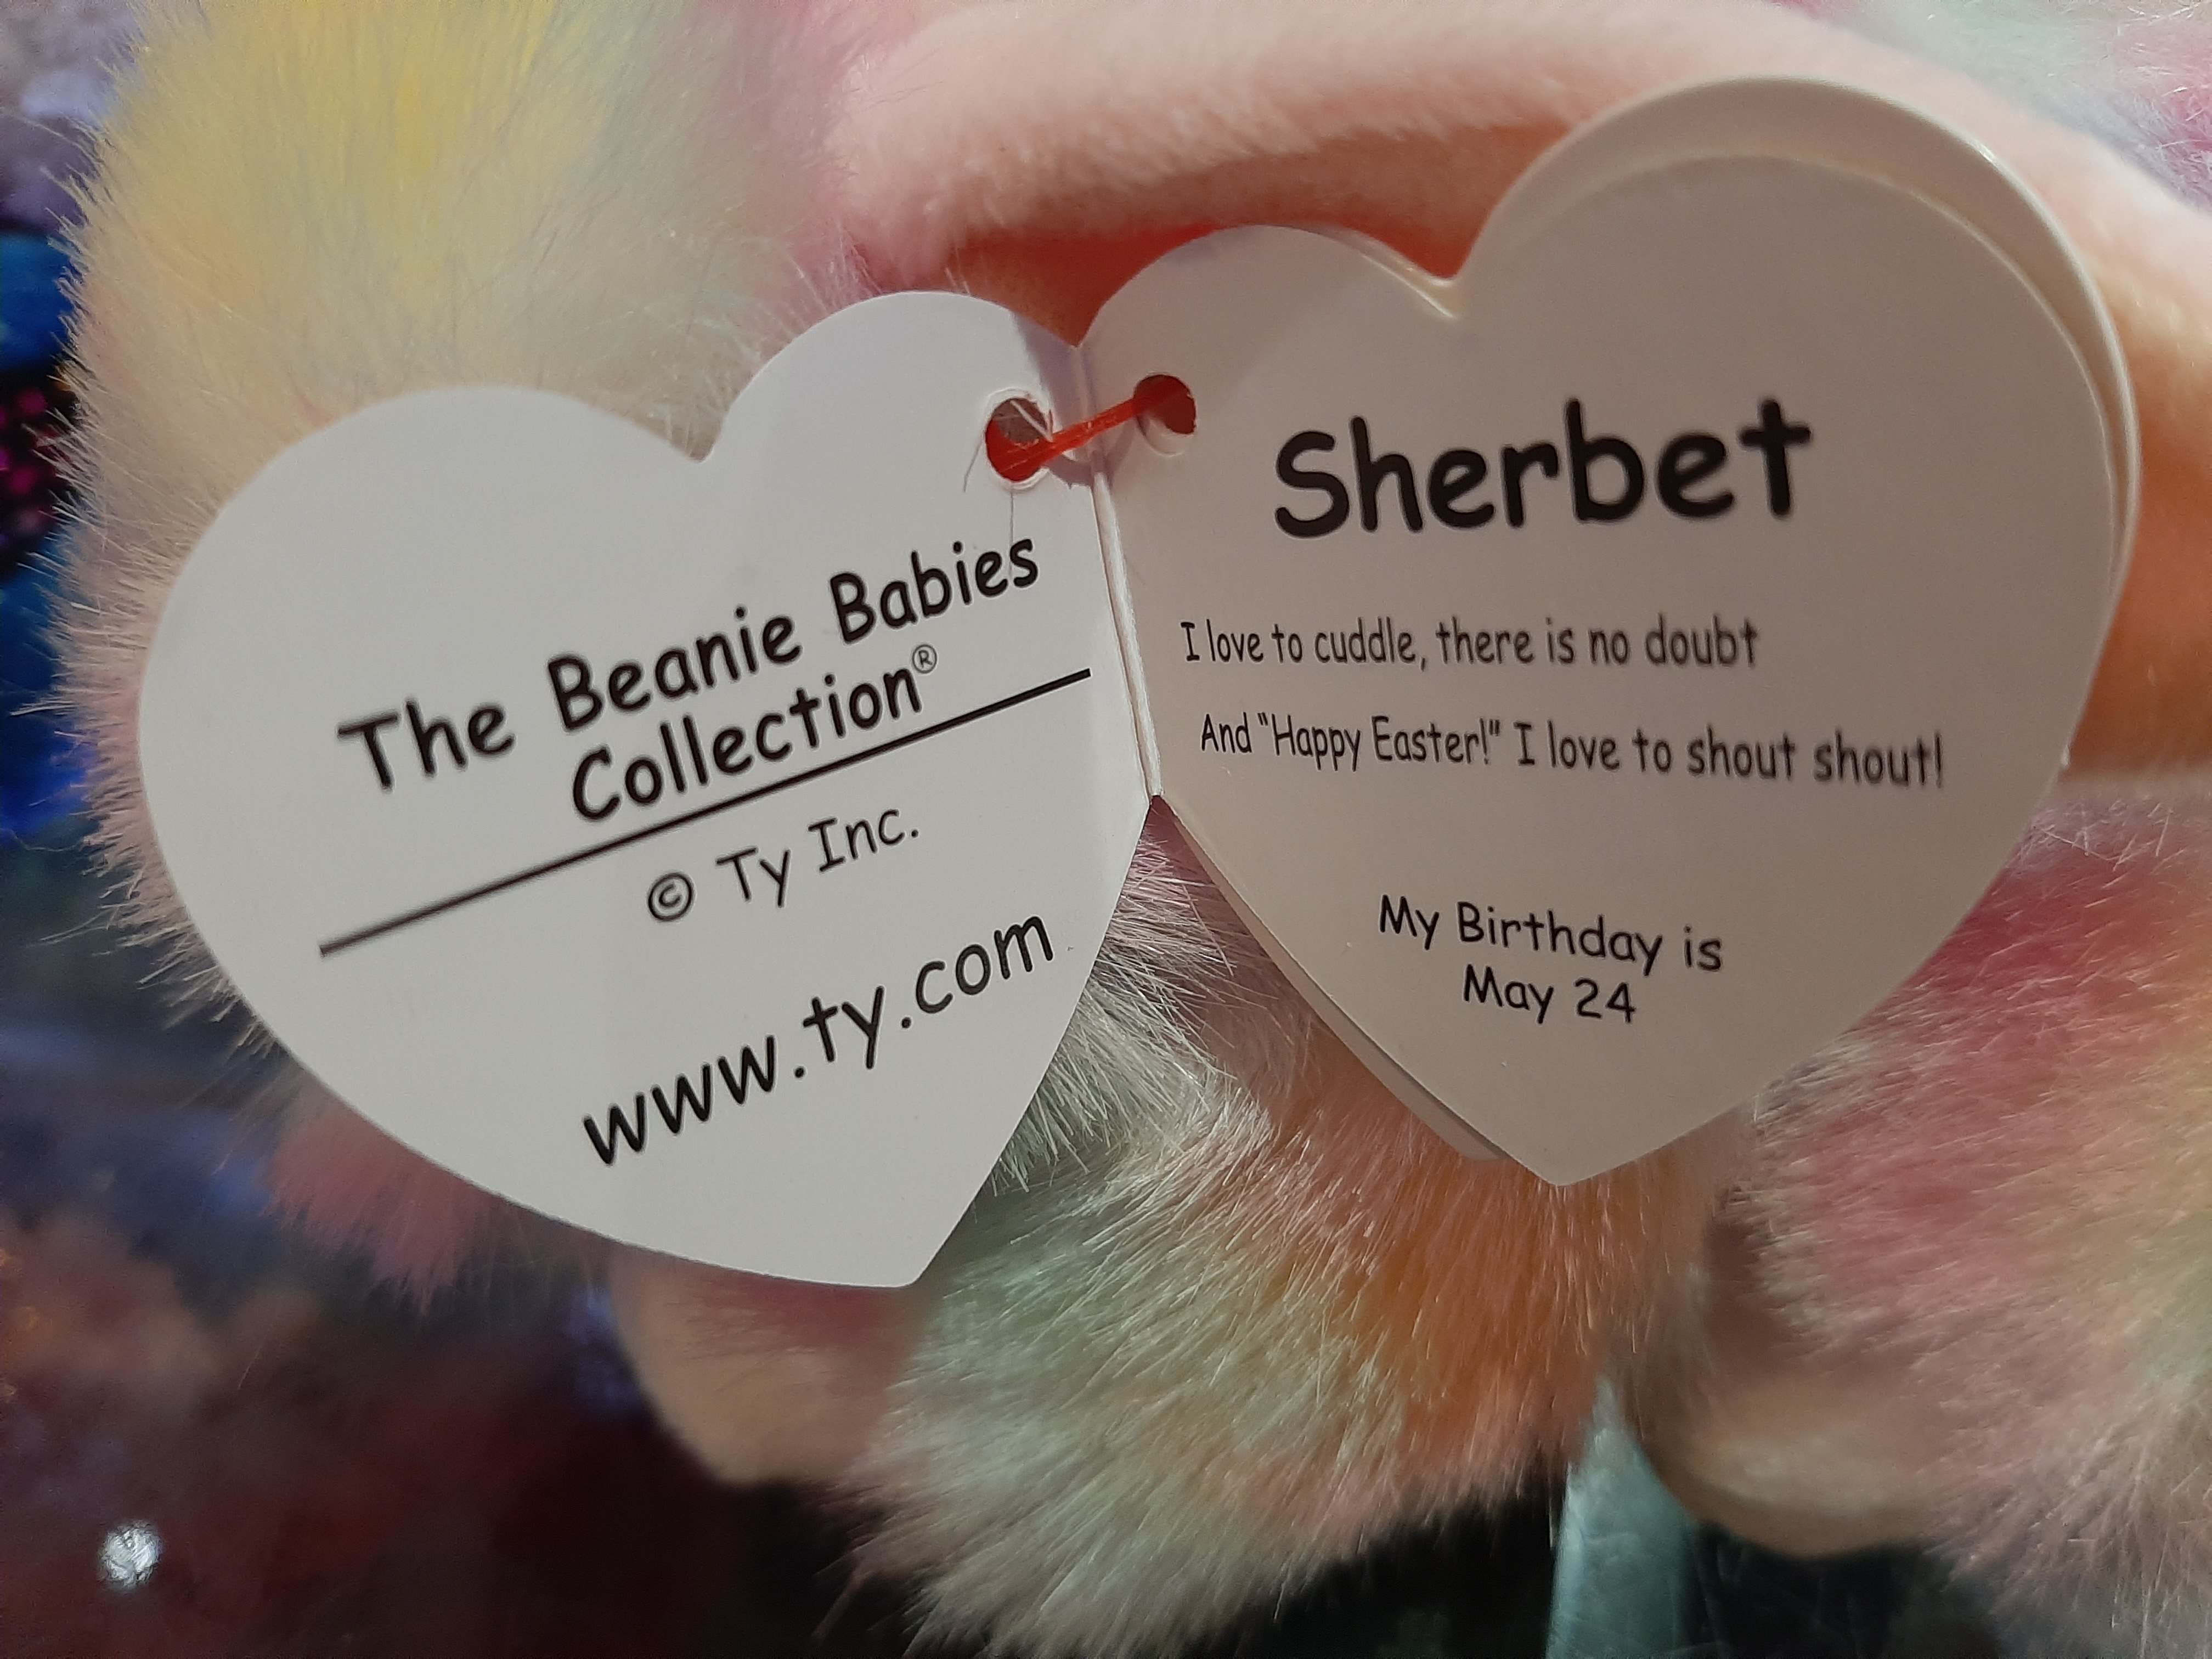 The Beanie Babies
Collection®
© Ty Inc.
www.ty.com
Sherbet
I love to cuddle, there is no doubt
And "Happy Easter!" I love to shout shout!
My Birthday is
May 24